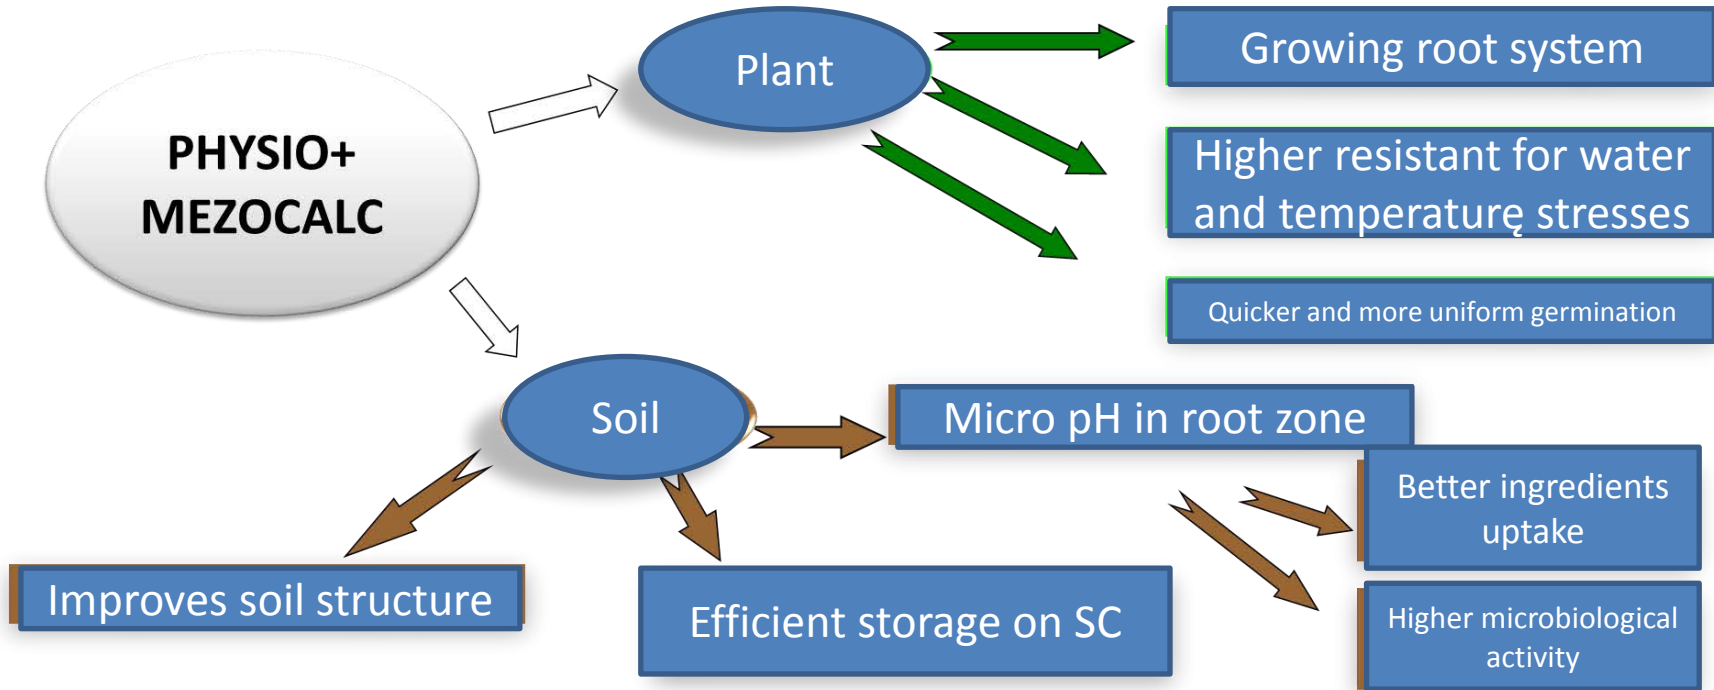 PHYSIO+
MEZOCALC
Plant
Growing root system
Higher resistant for water
and temperaturę stresses
Quicker and more uniform germination
Soil
Micro pH in root zone
Better ingredients
uptake
Improves soil structure
Efficient storage on SC
Higher microbiological
activity